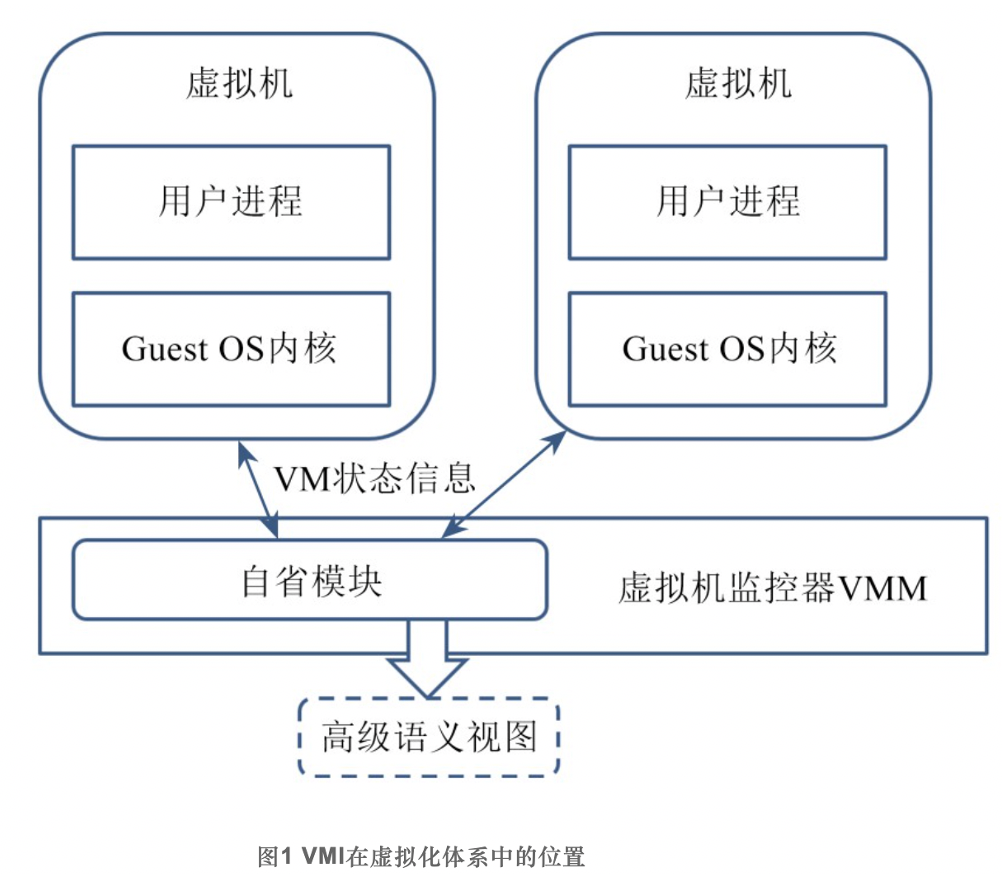 虚拟机
用户进程
Guest OS内核
虚拟机
用户进程
Guest OS内核
VM状态信息
自省模块
虚拟机监控器VMM
高级语义视图
图1 VMI在虚拟化体系中的位置